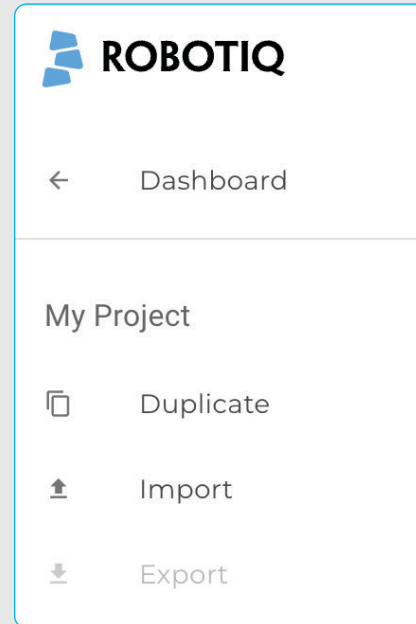 ROBOTIQ
Dashboard
My Project
Duplicate
Import
Export